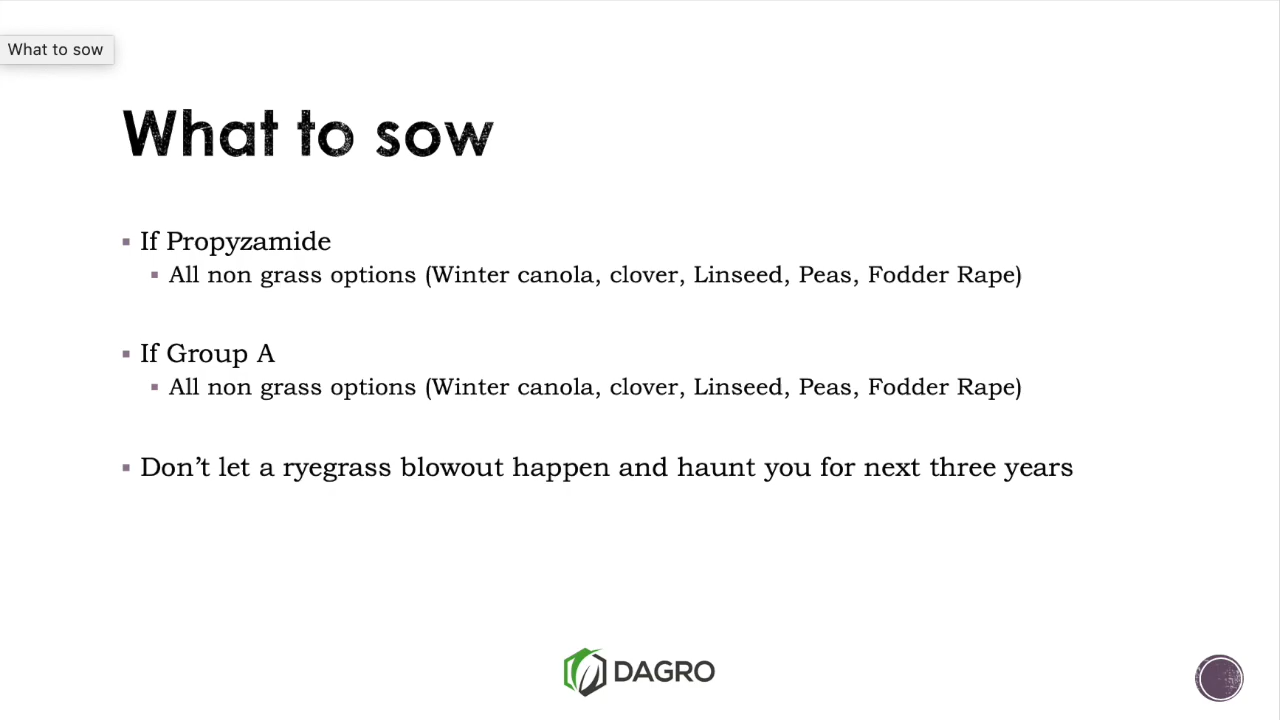 What to sow
What to sow
If Propyzamide
All non grass options (Winter canola, clover, Linseed, Peas, Fodder Rape)
If Group A
All non grass options (Winter canola, clover, Linseed, Peas, Fodder Rape)
Don’t let a ryegrass blowout happen and haunt you for next three years
DAGRO